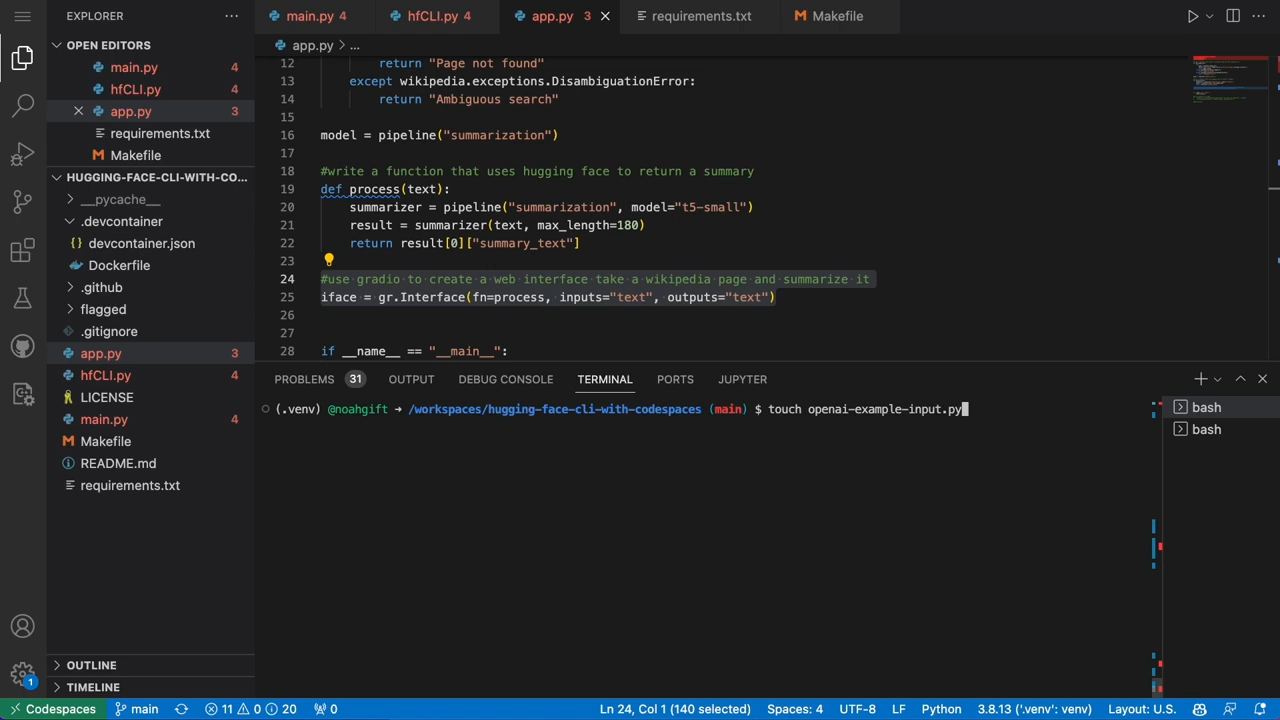 EXPLORER
main.py 4
hfCLI.py 4
app.py 3
requirements.txt
Makefile
OPEN EDITORS
main.py 4
hfCLI.py 4
app.py 3
requirements.txt
Makefile
HUGGING-FACE-CLI-WITH-CO...
__pycache__
.devcontainer
devcontainer.json
Dockerfile
.github
flagged
.gitignore
app.py 3
hfCLI.py 4
LICENSE
main.py 4
Makefile
README.md
requirements.txt
OUTLINE
TIMELINE
app.py > ...
12 return "Page not found"
13 except wikipedia.exceptions.DisambiguationError:
14 return "Ambiguous search"
15
16 model = pipeline("summarization")
17
18 #write a function that uses hugging face to return a summary
19 def process(text):
20 summarizer = pipeline("summarization", model="t5-small")
21 result = summarizer(text, max_length=180)
22 return result[0]["summary_text"]
23
24 #use gradio to create a web interface take a wikipedia page and summarize it
25 iface = gr.Interface(fn=process, inputs="text", outputs="text")
26
27
28 if __name__ == "__main__":
PROBLEMS 31 OUTPUT DEBUG CONSOLE TERMINAL PORTS JUPYTER
(.venv) @noahgift ➜ /workspaces/hugging-face-cli-with-codespaces (main) $ touch openai-example-input.py
bash
bash
1
Codespaces main 11 0 20 0 Ln 24, Col 1 (140 selected) Spaces: 4 UTF-8 LF Python 3.8.13 ('.venv': venv) Layout: U.S.